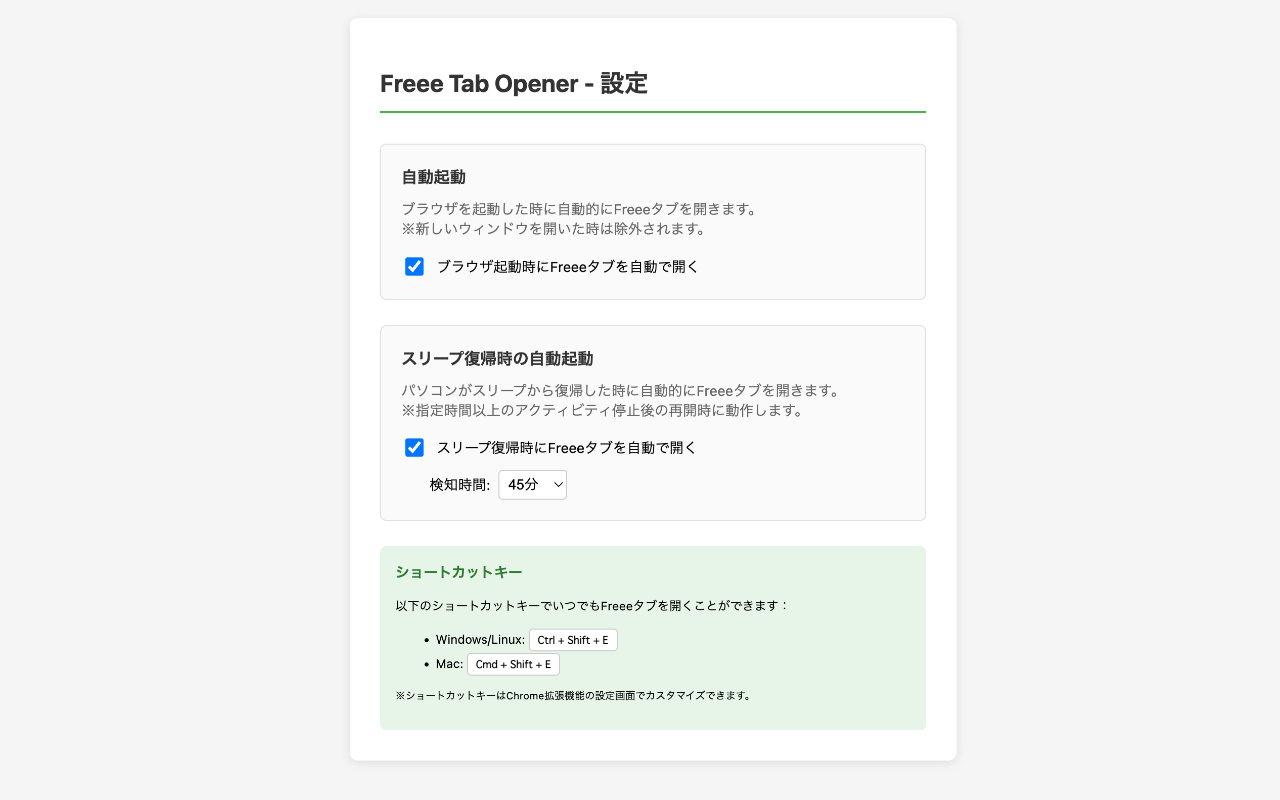 Freee Tab Opener - 設定
自動起動
ブラウザを起動した時に自動的にFreeeタブを開きます。
※新しいウィンドウを開いた時は除外されます。
ブラウザ起動時にFreeeタブを自動で開く
スリープ復帰時の自動起動
パソコンがスリープから復帰した時に自動的にFreeeタブを開きます。
※指定時間以上のアクティビティ停止後の再開時に動作します。
スリープ復帰時にFreeeタブを自動で開く
検知時間: 45分
ショートカットキー
以下のショートカットキーでいつでもFreeeタブを開くことができます：
• Windows/Linux: Ctrl + Shift + E
• Mac: Cmd + Shift + E
※ショートカットキーはChrome拡張機能の設定画面でカスタマイズできます。